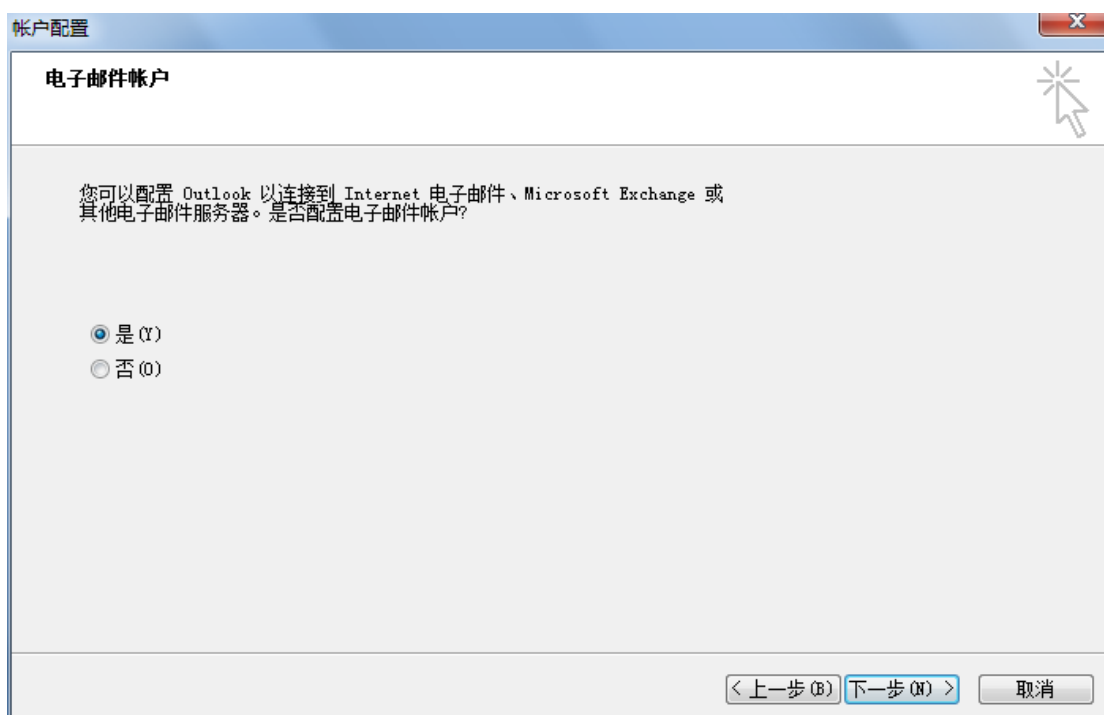 帐户配置
电子邮件帐户
您可以配置 Outlook 以连接到 Internet 电子邮件、Microsoft Exchange 或
其他电子邮件服务器。是否配置电子邮件帐户?
是(Y)
否(O)
< 上一步(B) 下一步(N) > 取消